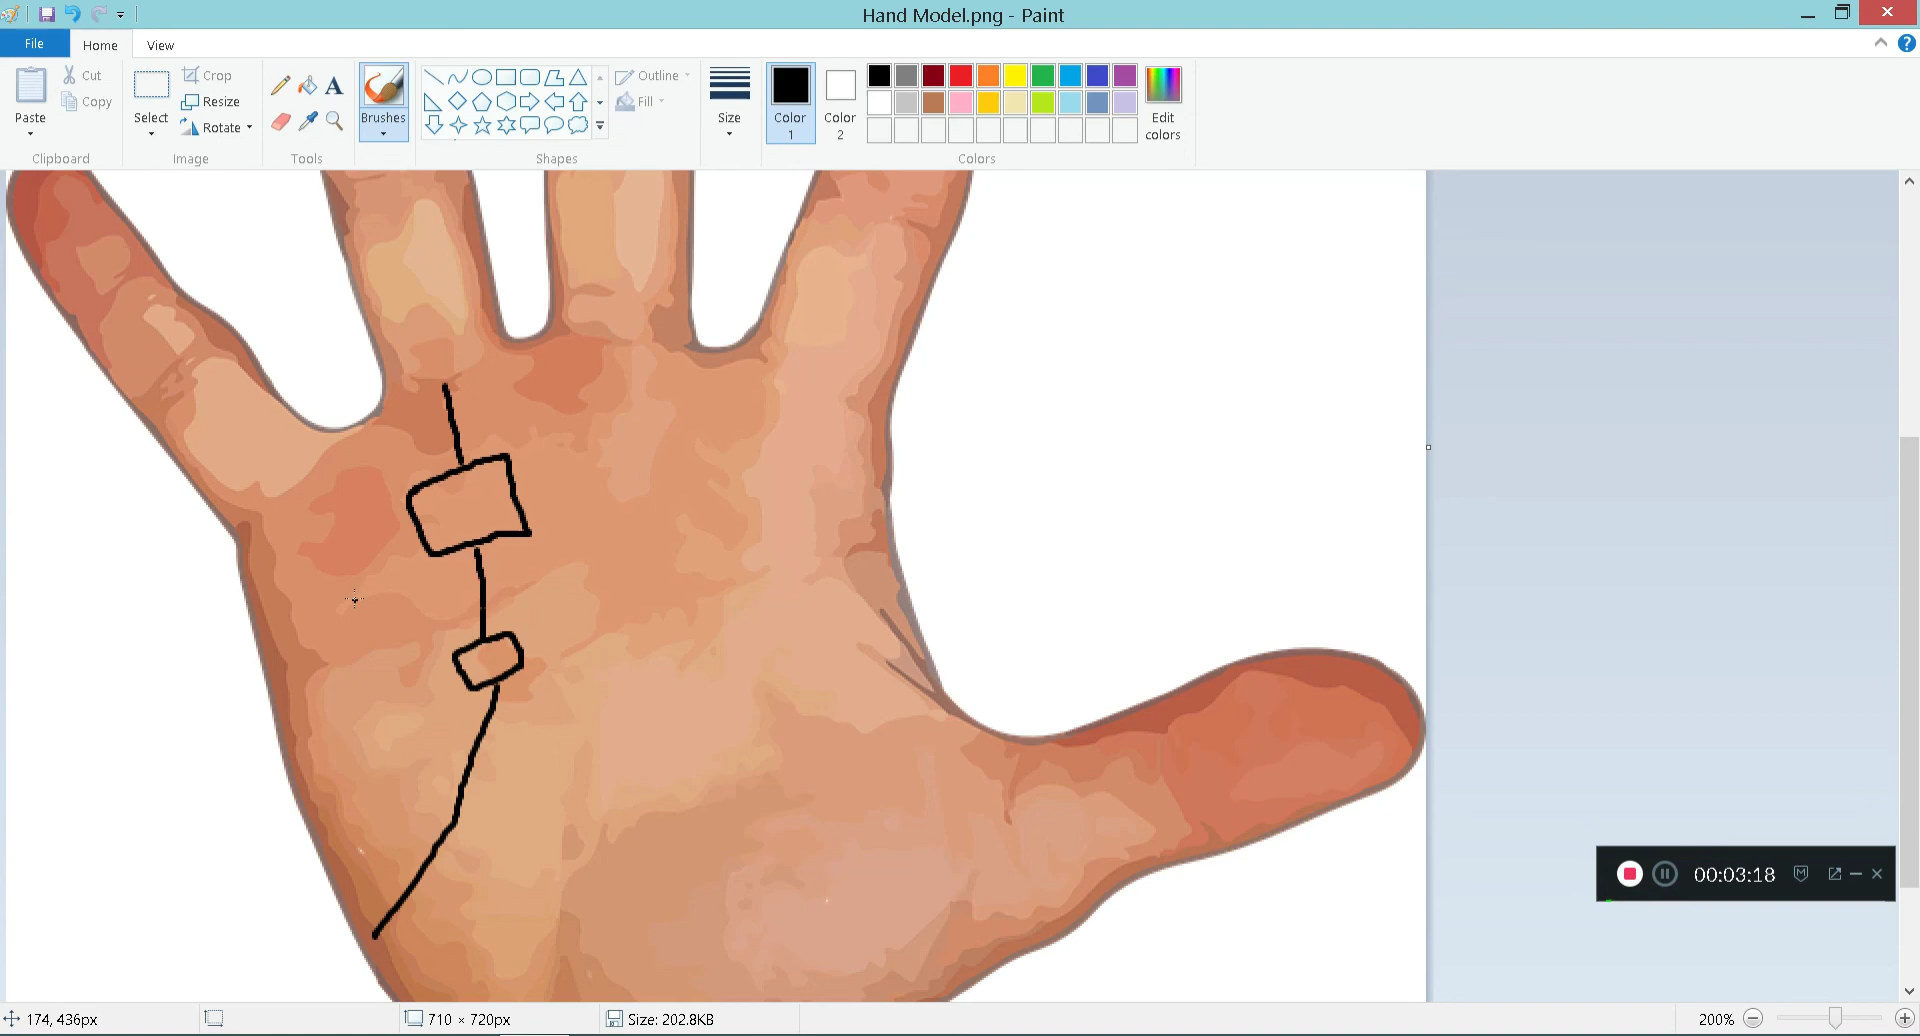 Hand Model.png - Paint
File
Home
View
Paste
Cut
Copy
Clipboard
Select
Crop
Resize
Rotate
Image
A
Tools
Brushes
Outline
Fill
Shapes
Size
Color 1
Color 2
Edit colors
Colors
00:03:18
174, 436px
710 × 720px
Size: 202.8KB
200%